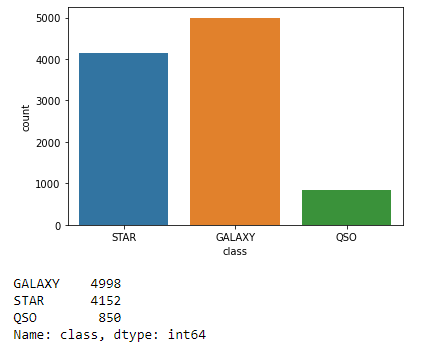 5000
4000
3000
2000
1000
0
count
STAR GALAXY QSO
class
GALAXY 4998
STAR 4152
QSO 850
Name: class, dtype: int64